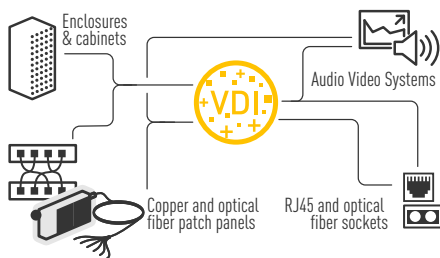 Enclosures
& cabinets
VDI
Audio Video Systems
Copper and optical
fiber patch panels
RJ45 and optical
fiber sockets